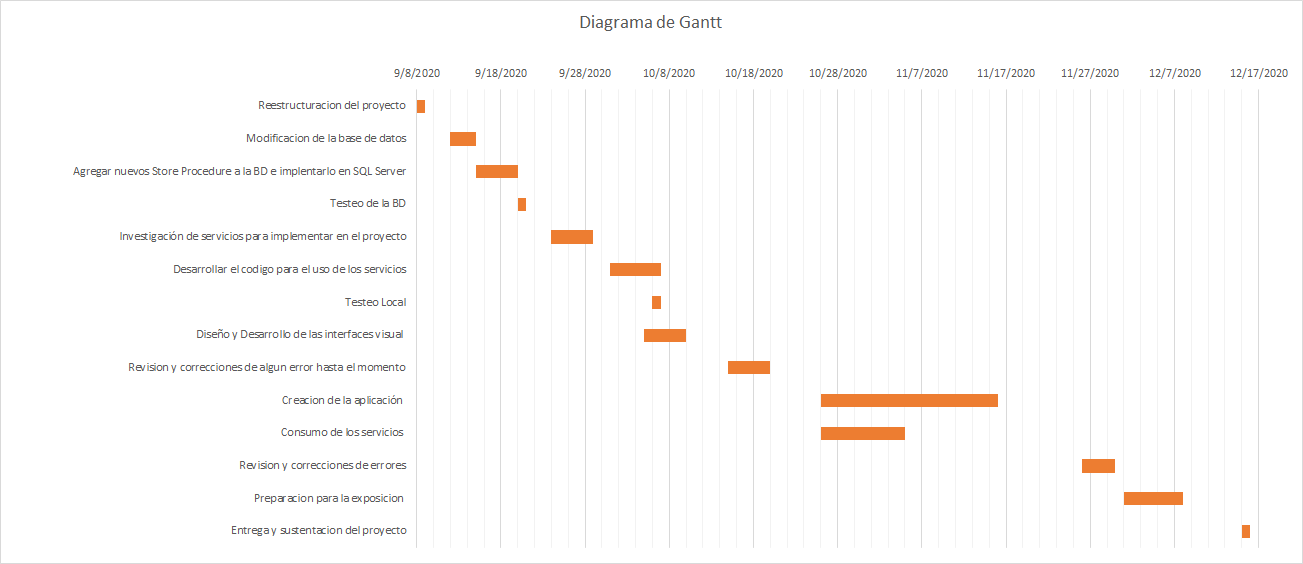 Diagrama de Gantt
9/8/2020 9/18/2020 9/28/2020 10/8/2020 10/18/2020 10/28/2020 11/7/2020 11/17/2020 11/27/2020 12/7/2020 12/17/2020
Reestructuracion del proyecto
Modificacion de la base de datos
Agregar nuevos Store Procedure a la BD e implentarlo en SQL Server
Testeo de la BD
Investigación de servicios para implementar en el proyecto
Desarrollar el codigo para el uso de los servicios
Testeo Local
Diseño y Desarrollo de las interfaces visual
Revision y correcciones de algun error hasta el momento
Creacion de la aplicación
Consumo de los servicios
Revision y correcciones de errores
Preparacion para la exposicion
Entrega y sustentacion del proyecto